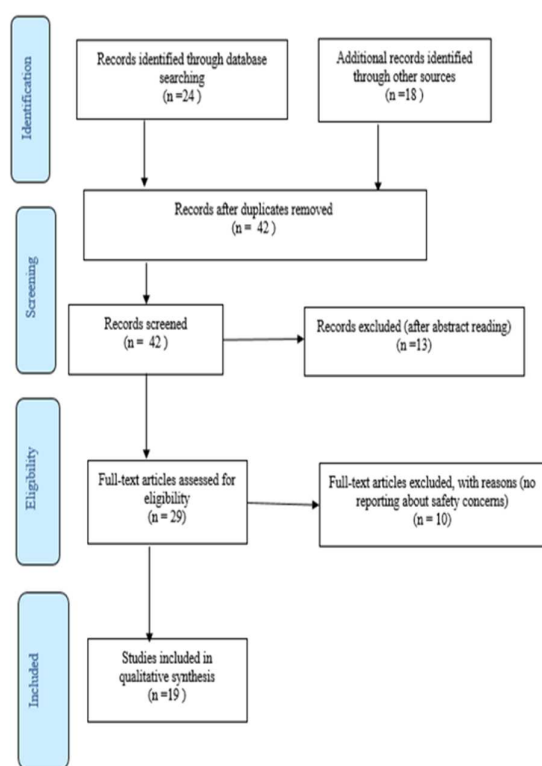 Identification
Records identified through database
searching
(n =24 )
Additional records identified
through other sources
(n =18 )
Records after duplicates removed
(n = 42 )
Screening
Records screened
(n = 42 )
Records excluded (after abstract reading)
(n =13)
Eligibility
Full-text articles assessed for
eligibility
(n = 29)
Full-text articles excluded, with reasons (no
reporting about safety concerns)
(n = 10)
Included
Studies included in
qualitative synthesis
(n =19 )